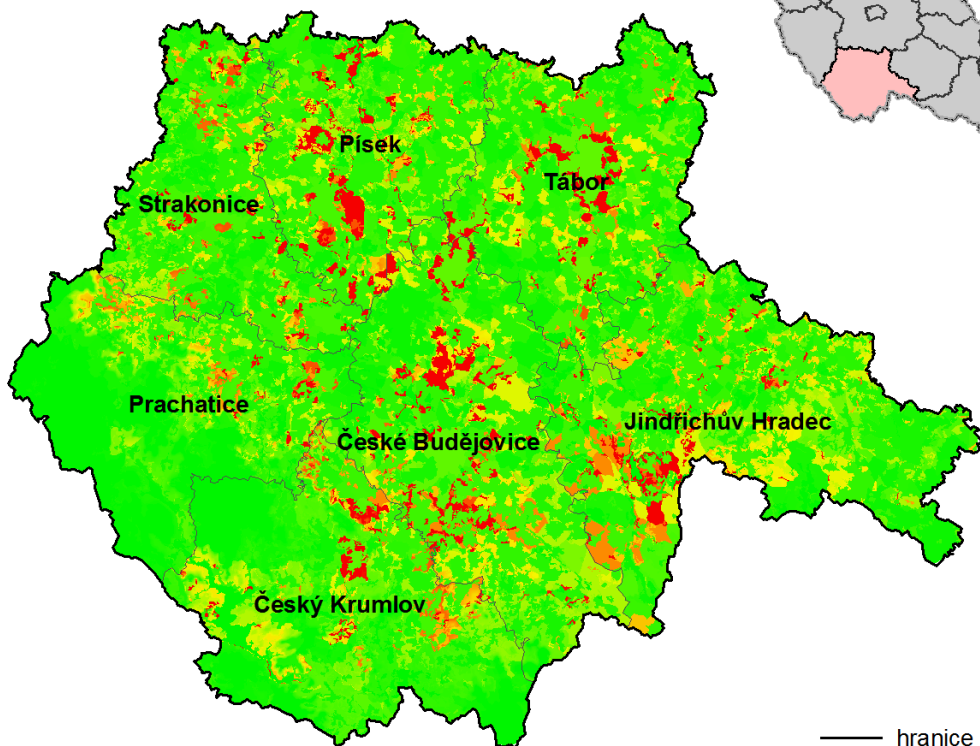 Písek
Tábor
Strakonice
Prachatice
Jindřichův Hradec
České Budějovice
Český Krumlov
hranice